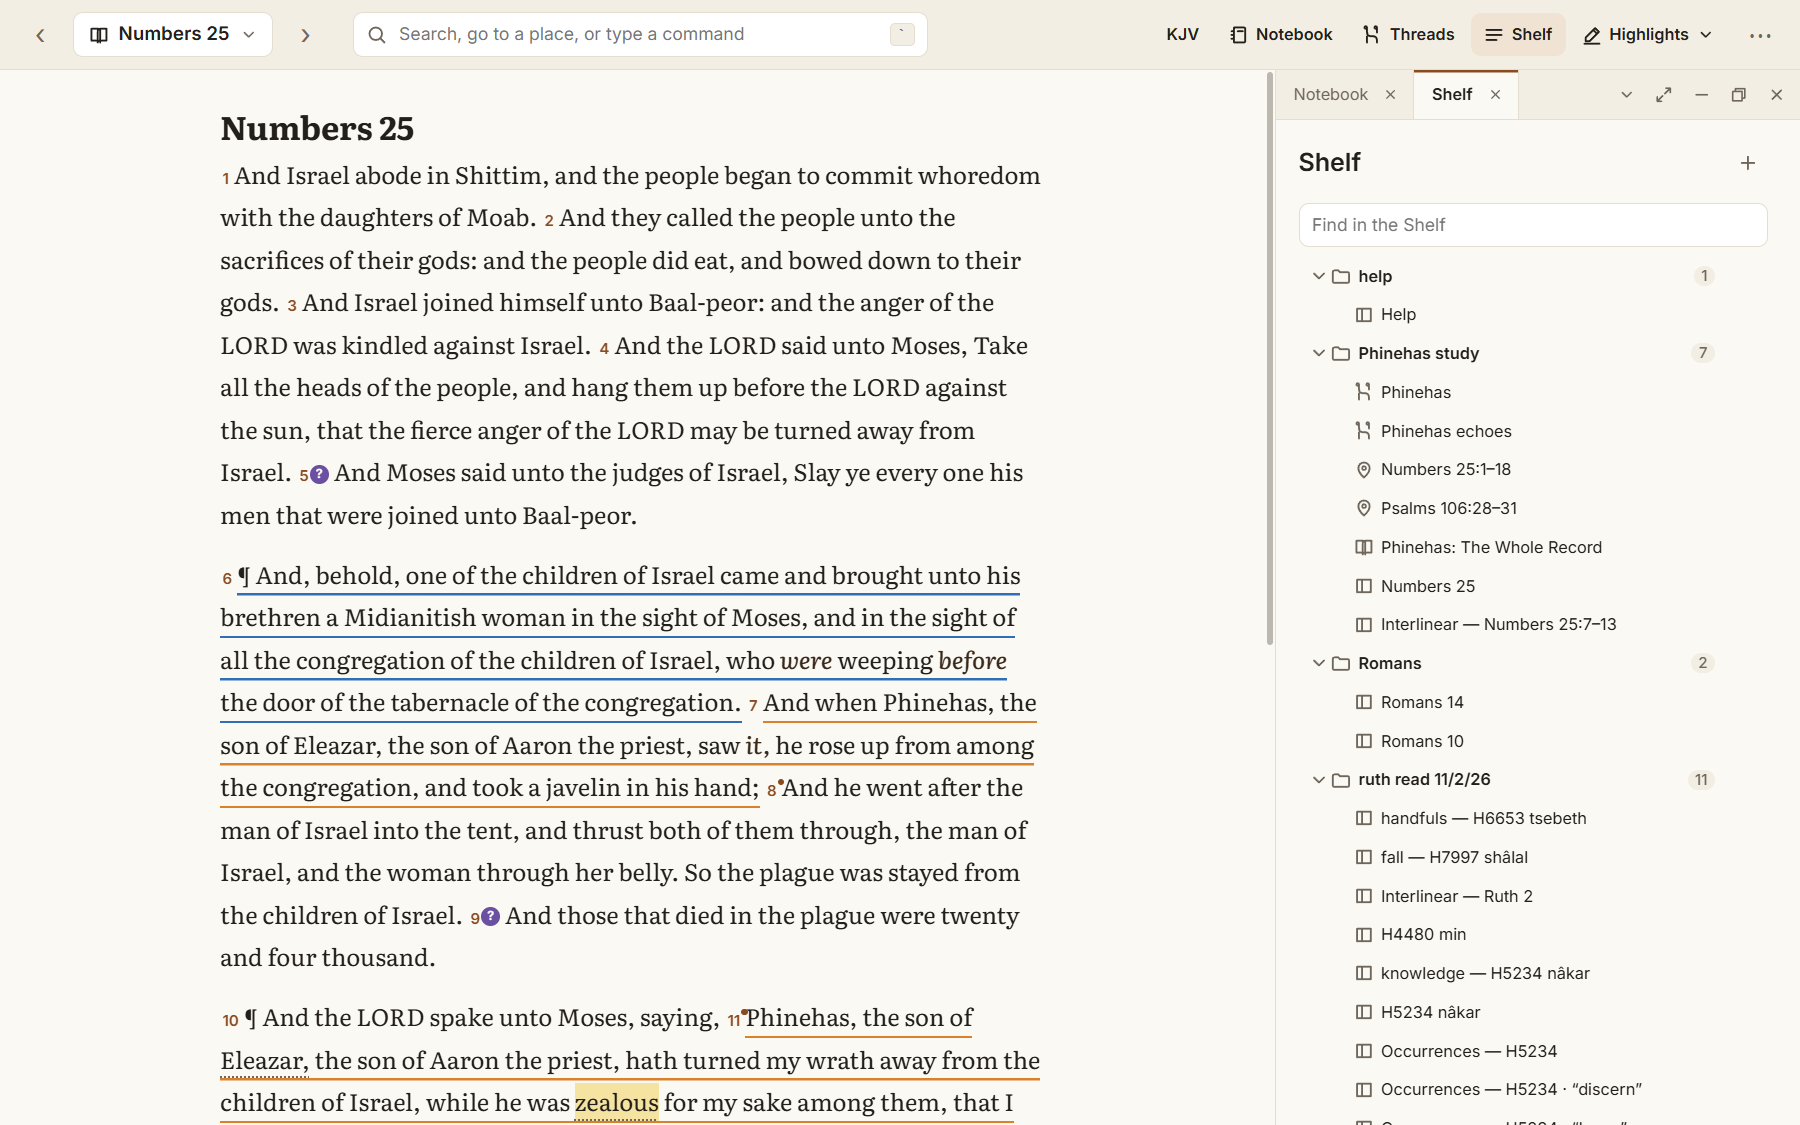 Numbers 25
Search, go to a place, or type a command
`
KJV
Notebook
Threads
Shelf
Highlights
Numbers 25
1 And Israel abode in Shittim, and the people began to commit whoredom
with the daughters of Moab. 2 And they called the people unto the
sacrifices of their gods: and the people did eat, and bowed down to their
gods. 3 And Israel joined himself unto Baal-peor: and the anger of the
LORD was kindled against Israel. 4 And the LORD said unto Moses, Take
all the heads of the people, and hang them up before the LORD against
the sun, that the fierce anger of the LORD may be turned away from
Israel. 5 ? And Moses said unto the judges of Israel, Slay ye every one his
men that were joined unto Baal-peor.
6 ¶ And, behold, one of the children of Israel came and brought unto his
brethren a Midianitish woman in the sight of Moses, and in the sight of
all the congregation of the children of Israel, who were weeping before
the door of the tabernacle of the congregation. 7 And when Phinehas, the
son of Eleazar, the son of Aaron the priest, saw it, he rose up from among
the congregation, and took a javelin in his hand; 8 And he went after the
man of Israel into the tent, and thrust both of them through, the man of
Israel, and the woman through her belly. So the plague was stayed from
the children of Israel. 9 ? And those that died in the plague were twenty
and four thousand.
10 ¶ And the LORD spake unto Moses, saying, 11 Phinehas, the son of
Eleazar, the son of Aaron the priest, hath turned my wrath away from the
children of Israel, while he was zealous for my sake among them, that I
Notebook
Shelf
Shelf
Find in the Shelf
help 1
Help
Phinehas study 7
Phinehas
Phinehas echoes
Numbers 25:1–18
Psalms 106:28–31
Phinehas: The Whole Record
Numbers 25
Interlinear — Numbers 25:7–13
Romans 2
Romans 14
Romans 10
ruth read 11/2/26 11
handfuls — H6653 tsebeth
fall — H7997 shâlal
Interlinear — Ruth 2
H4480 min
knowledge — H5234 nâkar
H5234 nâkar
Occurrences — H5234
Occurrences — H5234 · “discern”